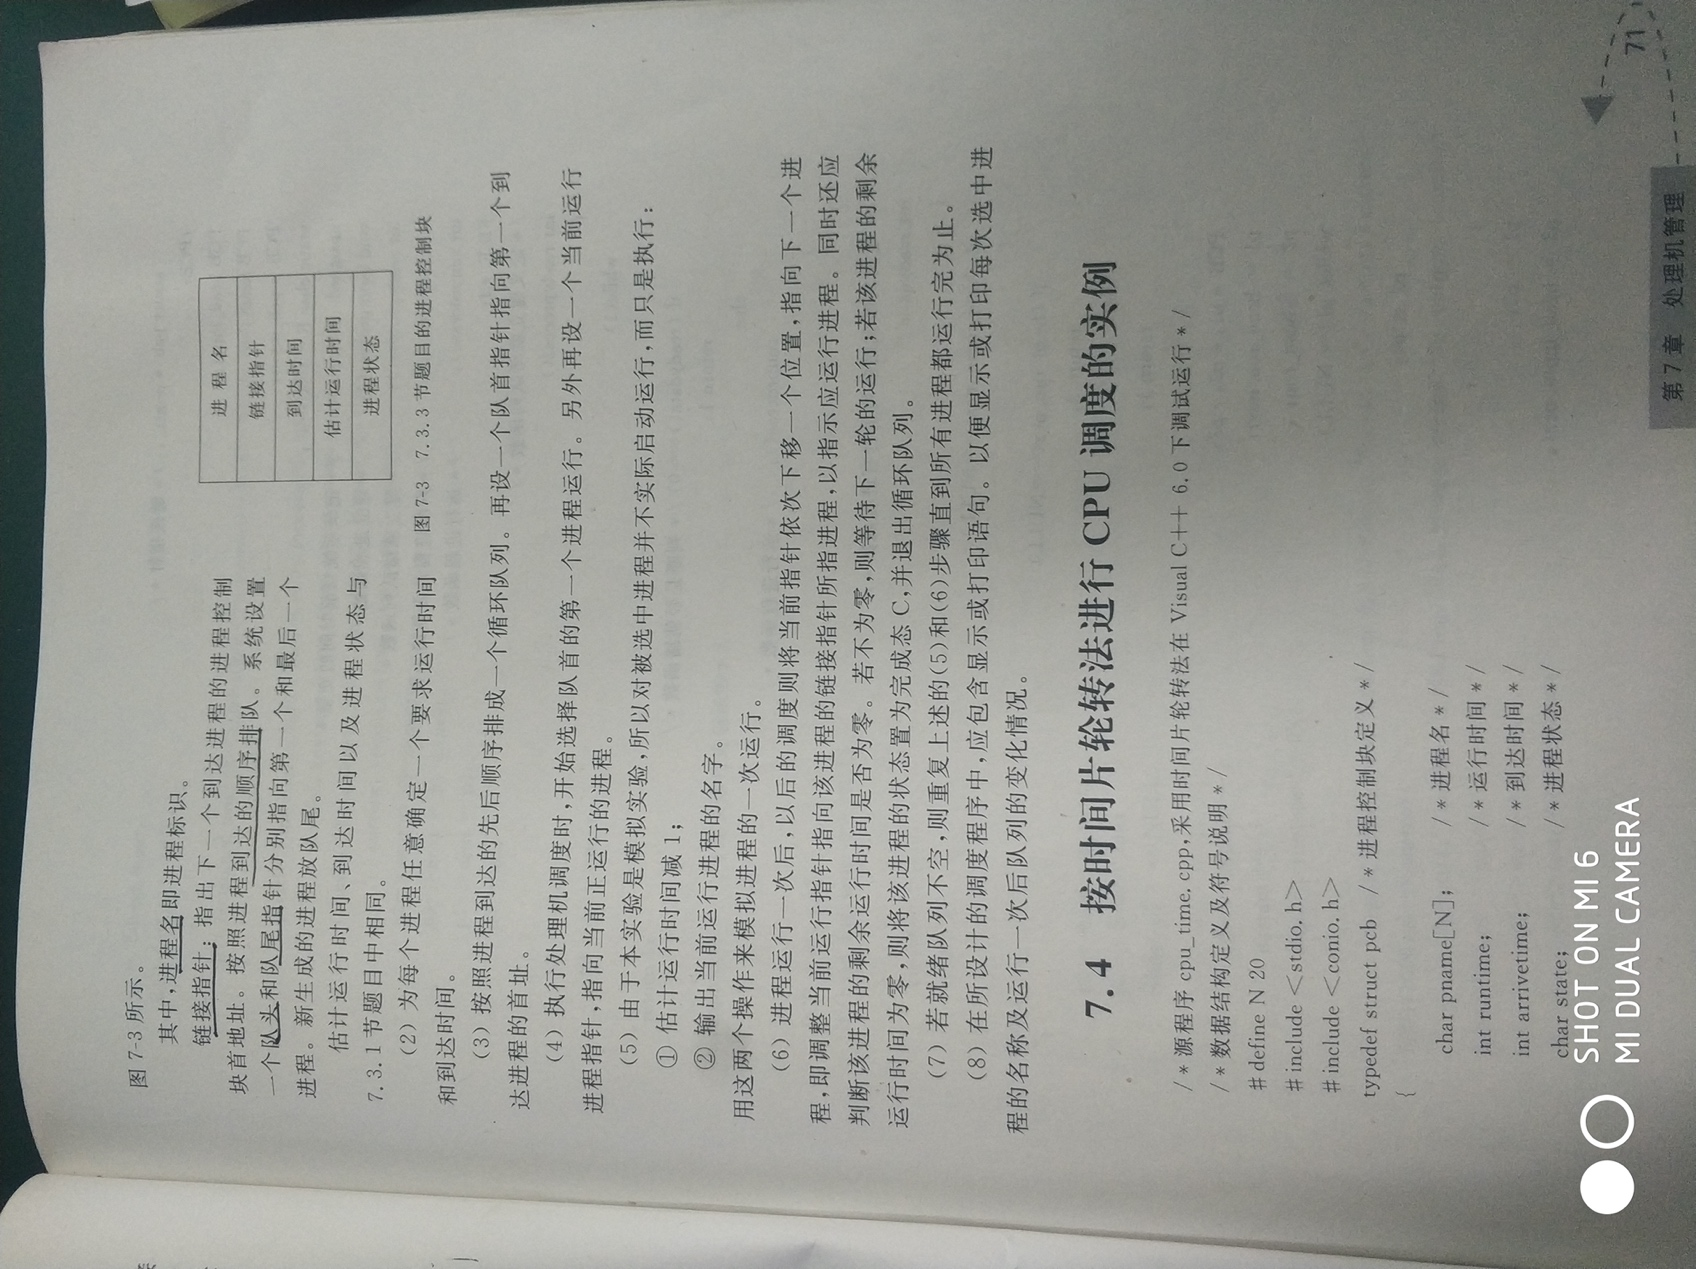 图 7-3 所示。
其中,进程名即进程标识。
链接指针:指出下一个到达进程的进程控制
块首地址。按照进程到达的顺序排队。系统设置
一个队头和队尾指针分别指向第一个和最后一个
进程。新生成的进程放队尾。
估计运行时间、到达时间以及进程状态与
7.3.1 节题目中相同。
进 程 名
链接指针
到达时间
估计运行时间
进程状态
图 7-3 7.3.3 节题目的进程控制块
(2) 为每个进程任意确定一个要求运行时间
和到达时间。
(3) 按照进程到达的先后顺序排成一个循环队列。再设一个队首指针指向第一个到
达进程的首址。
(4) 执行处理机调度时,开始选择队首的第一个进程运行。另外再设一个当前运行
进程指针,指向当前正运行的进程。
(5) 由于本实验是模拟实验,所以对被选中进程并不实际启动运行,而只是执行:
① 估计运行时间减 1;
② 输出当前运行进程的名字。
用这两个操作来模拟进程的一次运行。
(6) 进程运行一次后,以后的调度则将当前指针依次下移一个位置,指向下一个进
程,即调整当前运行指针指向该进程的链接指针所指进程,以指示应运行进程。同时还应
判断该进程的剩余运行时间是否为零。若不为零,则等待下一轮的运行;若该进程的剩余
运行时间为零,则将该进程的状态置为完成态 C,并退出循环队列。
(7) 若就绪队列不空,则重复上述的(5)和(6)步骤直到所有进程都运行完为止。
(8) 在所设计的调度程序中,应包含显示或打印语句。以便显示或打印每次选中进
程的名称及运行一次后队列的变化情况。
7.4 按时间片轮转法进行 CPU 调度的实例
/*源程序 cpu_time.cpp,采用时间片轮转法在 Visual C++ 6.0 下调试运行*/
/*数据结构定义及符号说明*/
#define N 20
#include <stdio.h>
#include <conio.h>
typedef struct pcb /*进程控制块定义*/
{
char pname[N]; /*进程名*/
int runtime; /*运行时间*/
int arrivetime; /*到达时间*/
char state; /*进程状态*/
第 7 章 处理机管理
71
SHOT ON MI 6
MI DUAL CAMERA